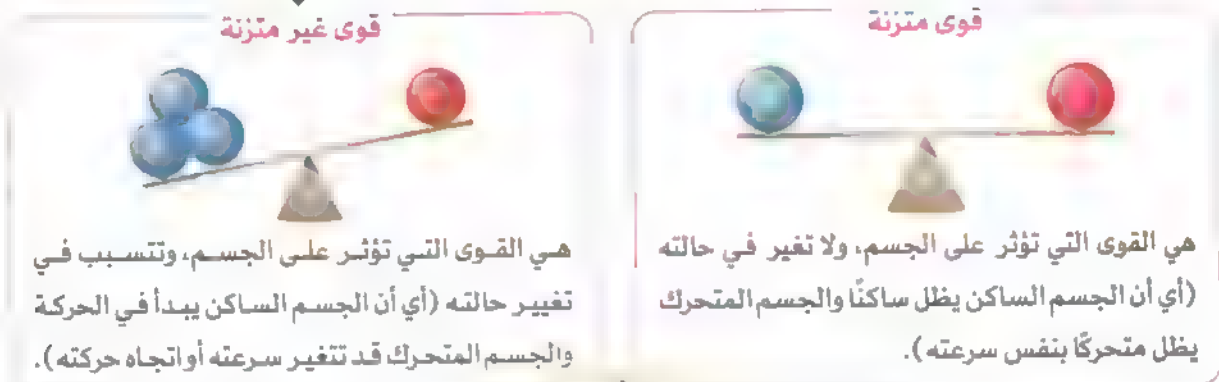 قوى متزنة
هي القوى التي تؤثر على الجسم، ولا تغير في حالته
(أي أن الجسم الساكن يظل ساكنًا والجسم المتحرك
يظل متحركًا بنفس سرعته).
قوى غير متزنة
هي القوى التي تؤثر على الجسم، وتتسبب في
تغيير حالته (أي أن الجسم الساكن يبدأ في الحركة
والجسم المتحرك قد تتغير سرعته أو اتجاه حركته).